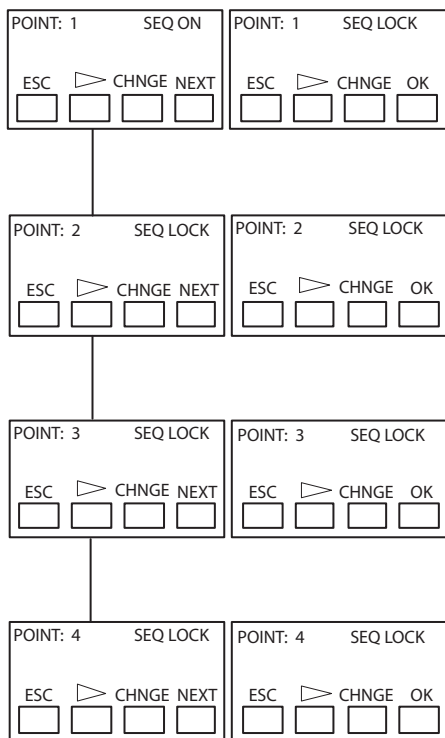 POINT: 1 SEQ ON
ESC CHNGE NEXT
POINT: 1 SEQ LOCK
ESC CHNGE OK
POINT: 2 SEQ LOCK
ESC CHNGE NEXT
POINT: 2 SEQ LOCK
ESC CHNGE OK
POINT: 3 SEQ LOCK
ESC CHNGE NEXT
POINT: 3 SEQ LOCK
ESC CHNGE OK
POINT: 4 SEQ LOCK
ESC CHNGE NEXT
POINT: 4 SEQ LOCK
ESC CHNGE OK